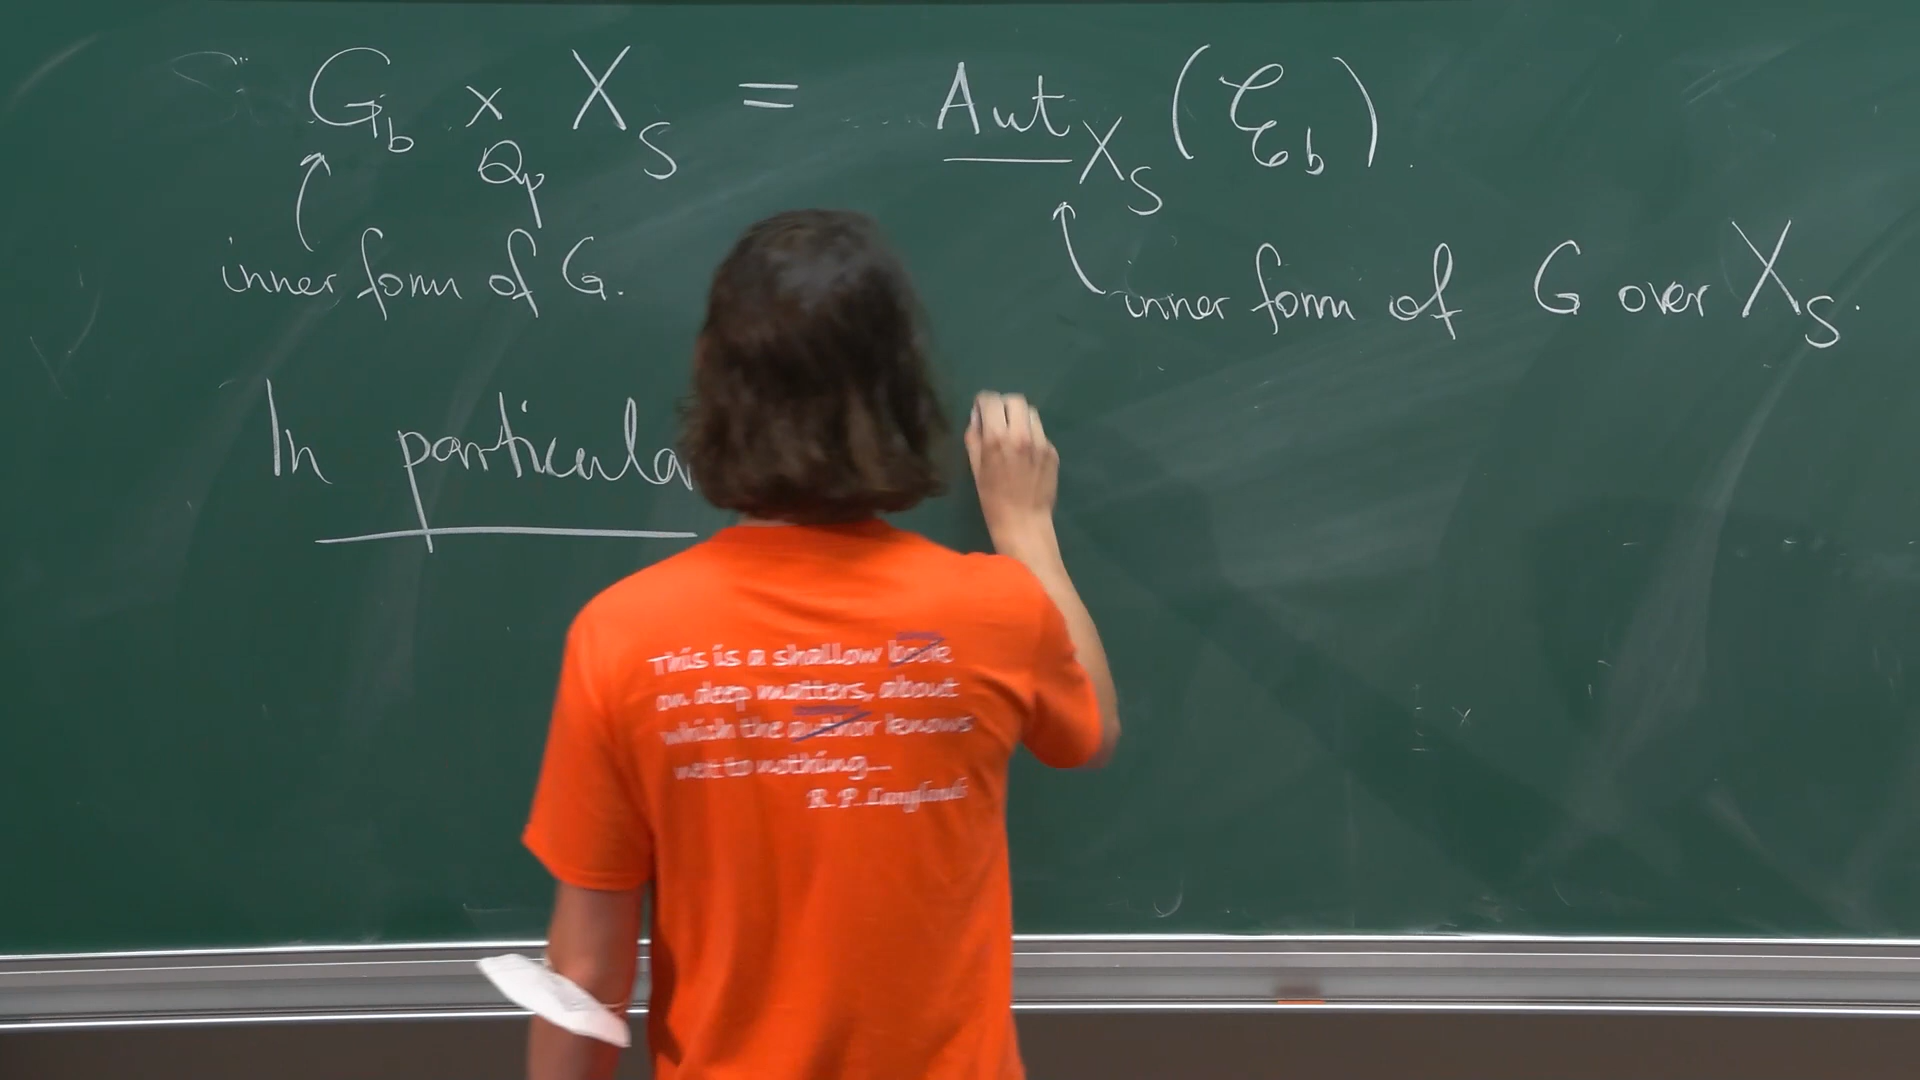 G_b ×_{Q_p} X_S = Aut_{X_S} (ℰ_b).
inner form of G.
inner form of G over X_S.
In particula
This is a shallow book
on deep matters, about
which the author knows
next to nothing...
R. P. Langlands